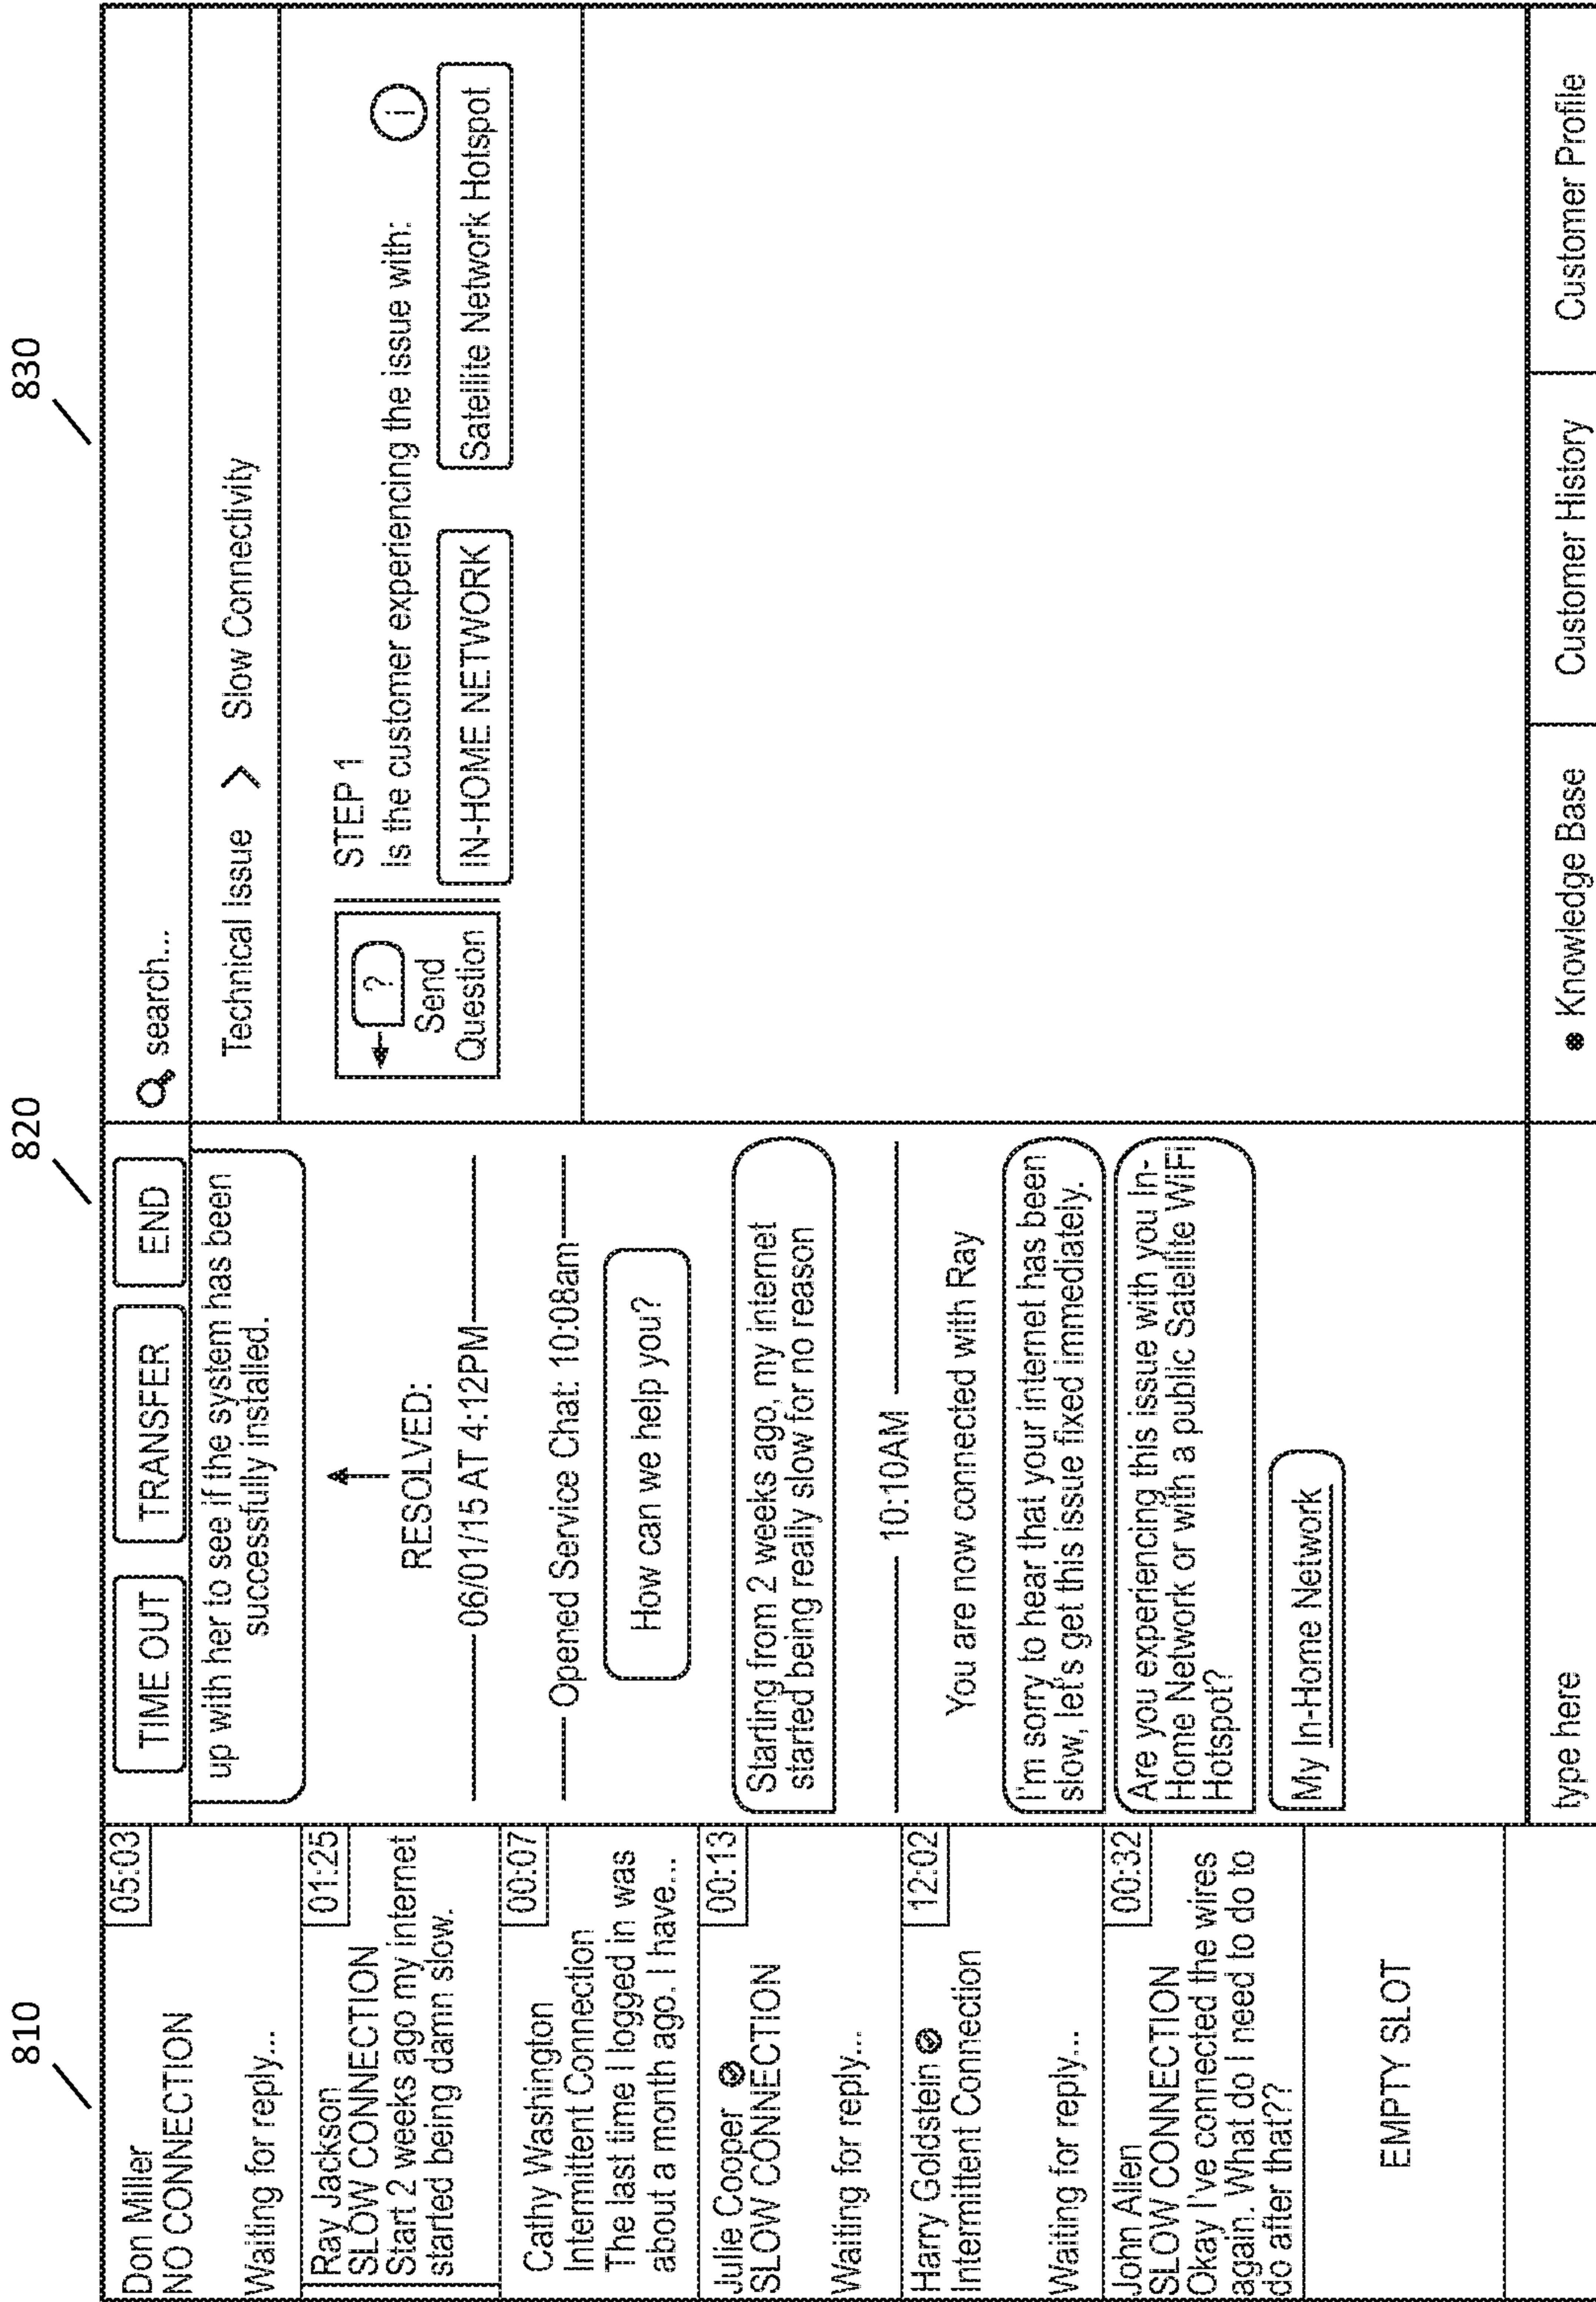 810
820
830
Don Miller
05:03
NO CONNECTION
Waiting for reply...
Ray Jackson
01:25
SLOW CONNECTION
Start 2 weeks ago my internet
started being damn slow.
00:07
Cathy Washington
Intermittent Connection
The last time I logged in was
about a month ago. I have...
Julie Cooper
00:13
SLOW CONNECTION
Waiting for reply...
Harry Goldstein
12:02
Intermittent Connection
Waiting for reply...
John Allen
00:32
SLOW CONNECTION
Okay I've connected the wires
again. What do I need to do to
do after that??
EMPTY SLOT
TIME OUT
TRANSFER
END
up with her to see if the system has been
successfully installed.
RESOLVED:
06/01/15 AT 4:12PM
Opened Service Chat: 10:08am
How can we help you?
Starting from 2 weeks ago, my internet
started being really slow for no reason
10:10AM
You are now connected with Ray
I'm sorry to hear that your internet has been
slow, let's get this issue fixed immediately.
Are you experiencing this issue with you In-
Home Network or with a public Satellite WiFi
Hotspot?
My In-Home Network
type here
search...
Technical Issue > Slow Connectivity
?
Send
Question
STEP 1
Is the customer experiencing the issue with:
i
IN-HOME NETWORK
Satellite Network Hotspot
Knowledge Base
Customer History
Customer Profile